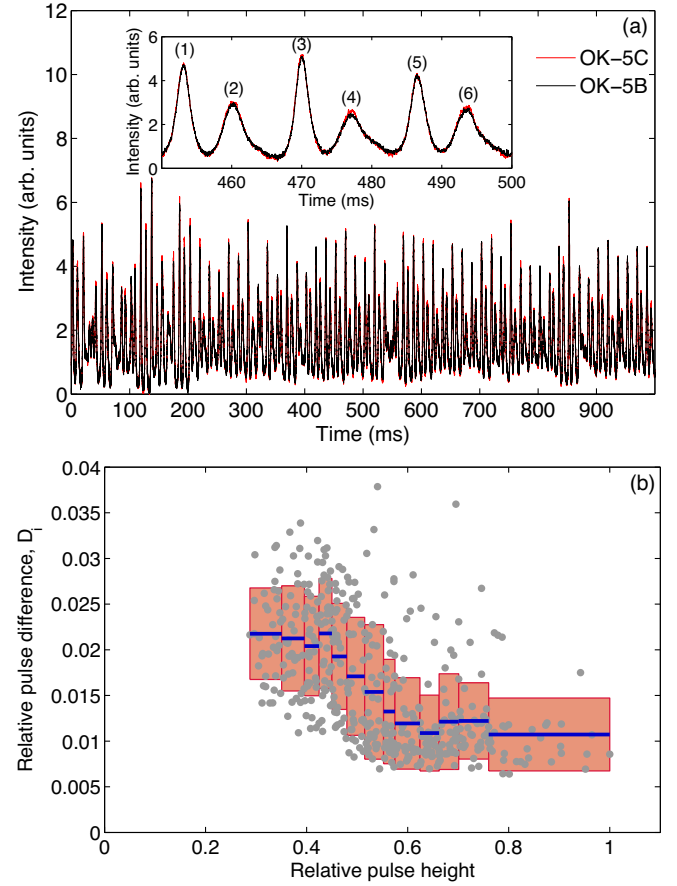 (a)
12
10
8
6
4
2
0
Intensity (arb. units)
0 100 200 300 400 500 600 700 800 900
Time (ms)
OK-5C
OK-5B
6
4
2
0
Intensity (arb. units)
(1) (2) (3) (4) (5) (6)
460 470 480 490 500
Time (ms)
(b)
0.04
0.035
0.03
0.025
0.02
0.015
0.01
0.005
0
Relative pulse difference, D_i
0 0.2 0.4 0.6 0.8 1
Relative pulse height